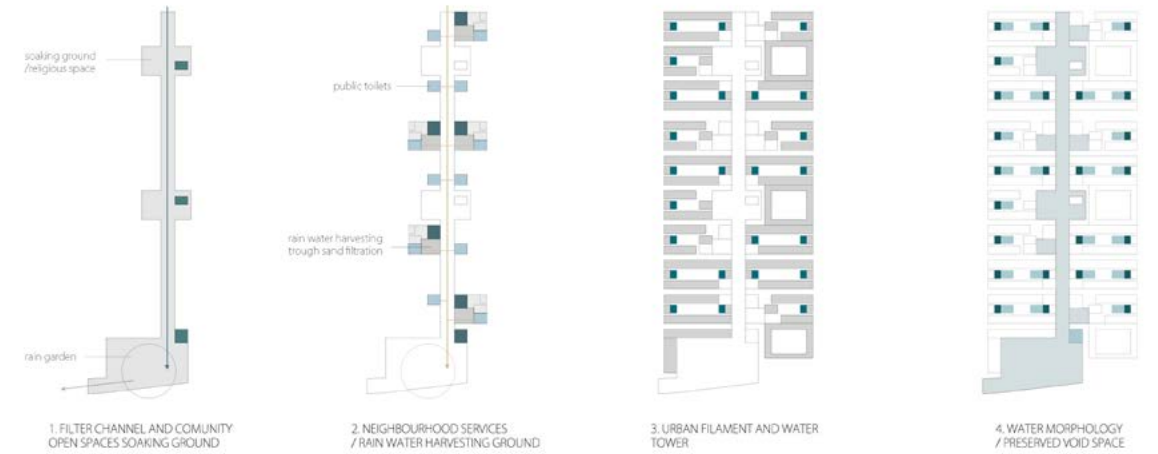 soaking ground
/religious space
rain garden
1. FILTER CHANNEL AND COMUNITY
OPEN SPACES SOAKING GROUND
public toilets
rain water harvesting
trough sand filtration
2. NEIGHBOURHOOD SERVICES
/ RAIN WATER HARVESTING GROUND
3. URBAN FILAMENT AND WATER
TOWER
4. WATER MORPHOLOGY
/ PRESERVED VOID SPACE